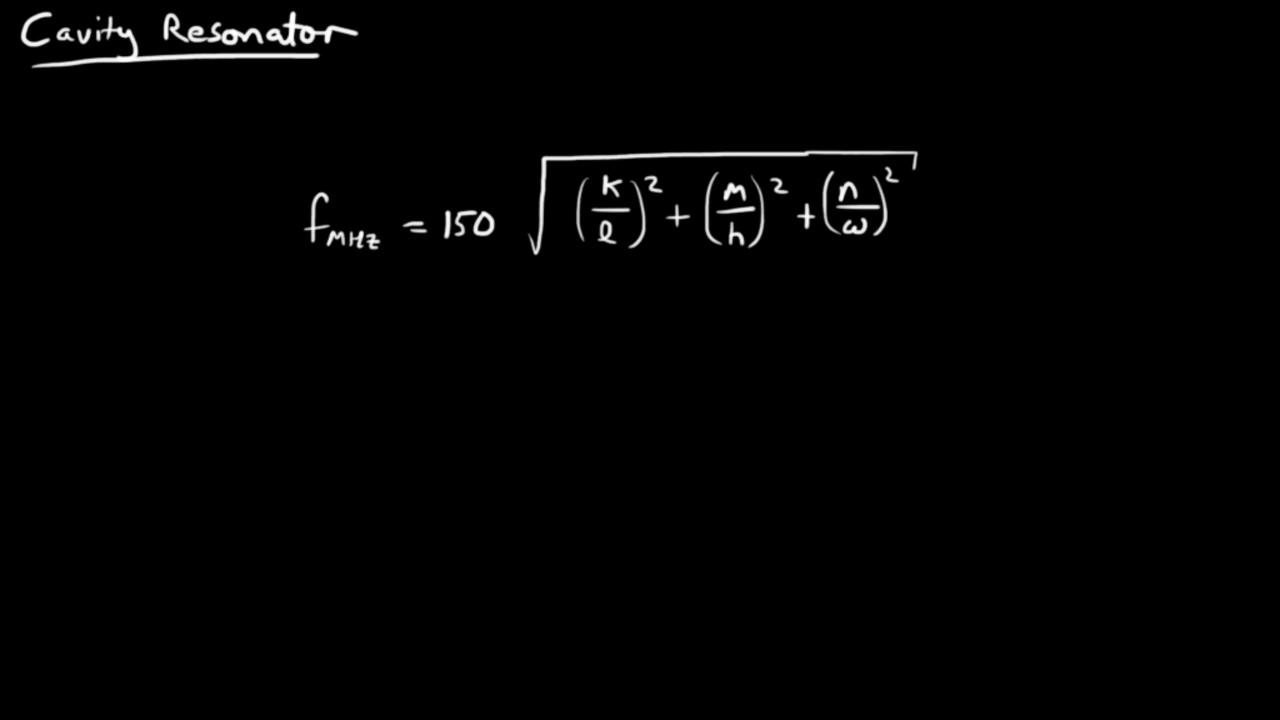 Cavity Resonator
f_MHz = 150 √((k/l)² + (m/h)² + (n/ω)²)